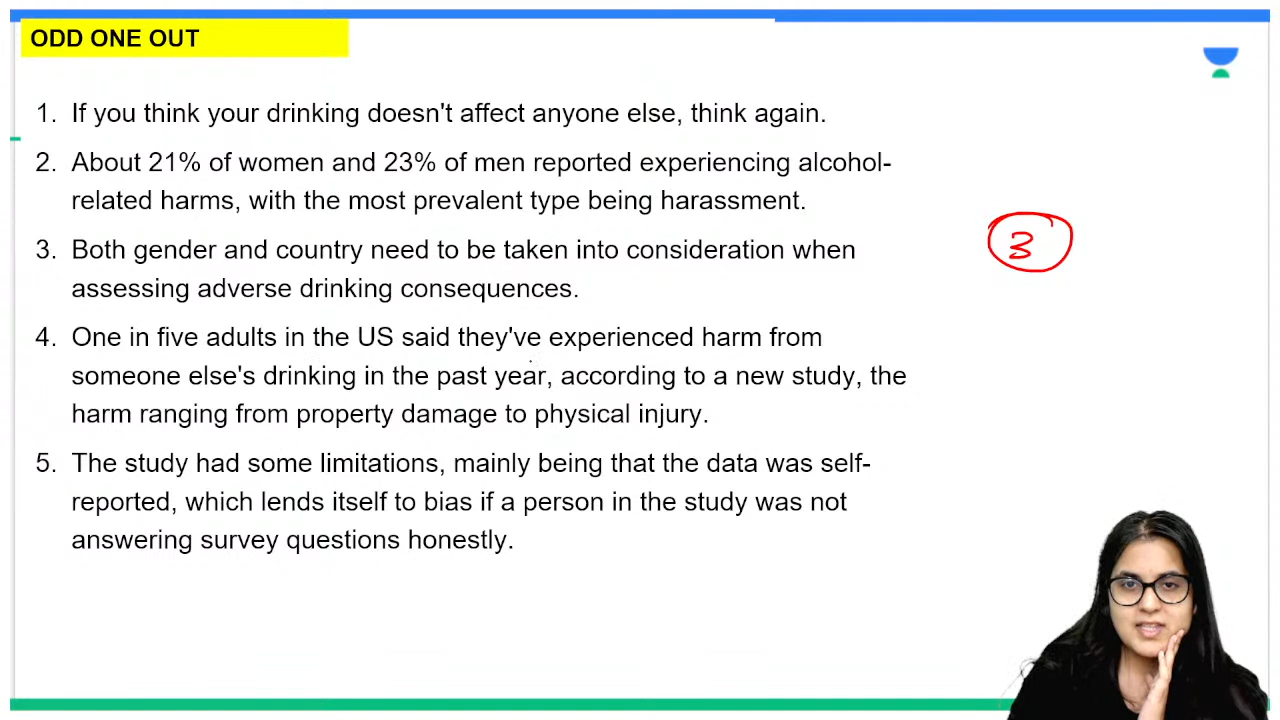 ODD ONE OUT
1. If you think your drinking doesn't affect anyone else, think again.
2. About 21% of women and 23% of men reported experiencing alcohol-
related harms, with the most prevalent type being harassment.
3. Both gender and country need to be taken into consideration when
assessing adverse drinking consequences.
3
4. One in five adults in the US said they've experienced harm from
someone else's drinking in the past year, according to a new study, the
harm ranging from property damage to physical injury.
5. The study had some limitations, mainly being that the data was self-
reported, which lends itself to bias if a person in the study was not
answering survey questions honestly.